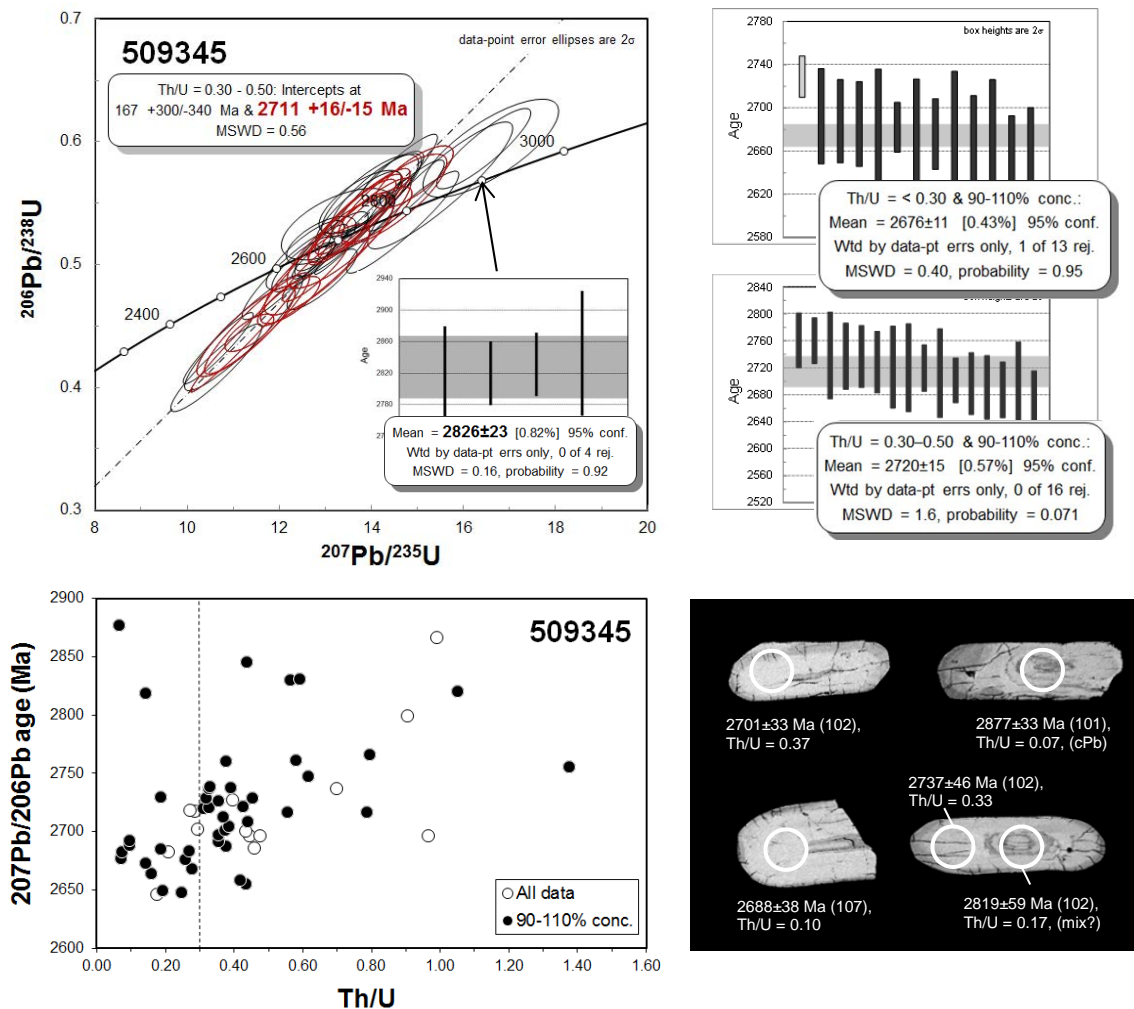 509345
data-point error ellipses are 2σ
Th/U = 0.30 - 0.50: Intercepts at
167 +300/-340 Ma & 2711 +16/-15 Ma
MSWD = 0.56
0.7
0.6
0.5
0.4
0.3
206Pb/238U
2400
2600
2800
3000
8
10
12
14
16
18
20
207Pb/235U
2940
2900
2860
2820
2780
Age
Mean = 2826±23 [0.82%] 95% conf.
Wtd by data-pt errs only, 0 of 4 rej.
MSWD = 0.16, probability = 0.92
2780
2740
2700
2660
2620
2580
Age
box heights are 2σ
Th/U = < 0.30 & 90-110% conc.:
Mean = 2676±11 [0.43%] 95% conf.
Wtd by data-pt errs only, 1 of 13 rej.
MSWD = 0.40, probability = 0.95
2840
2800
2760
2720
2680
2640
2600
2560
2520
Age
Th/U = 0.30–0.50 & 90-110% conc.:
Mean = 2720±15 [0.57%] 95% conf.
Wtd by data-pt errs only, 0 of 16 rej.
MSWD = 1.6, probability = 0.071
2900
2850
2800
2750
2700
2650
2600
207Pb/206Pb age (Ma)
509345
All data
90-110% conc.
0.00
0.20
0.40
0.60
0.80
1.00
1.20
1.40
1.60
Th/U
2701±33 Ma (102),
Th/U = 0.37
2877±33 Ma (101),
Th/U = 0.07, (cPb)
2737±46 Ma (102),
Th/U = 0.33
2688±38 Ma (107),
Th/U = 0.10
2819±59 Ma (102),
Th/U = 0.17, (mix?)